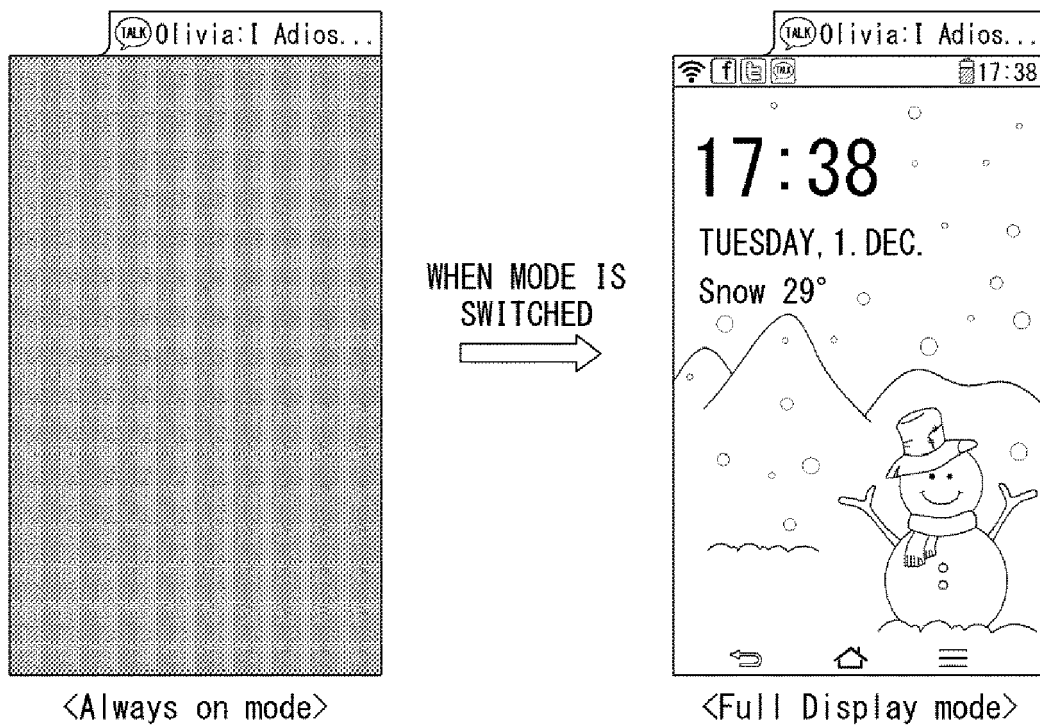 TALK Olivia:I Adios...
<Always on mode>
WHEN MODE IS
SWITCHED
TALK Olivia:I Adios...
f TALK 17:38
17:38
TUESDAY, 1. DEC.
Snow 29°
<Full Display mode>